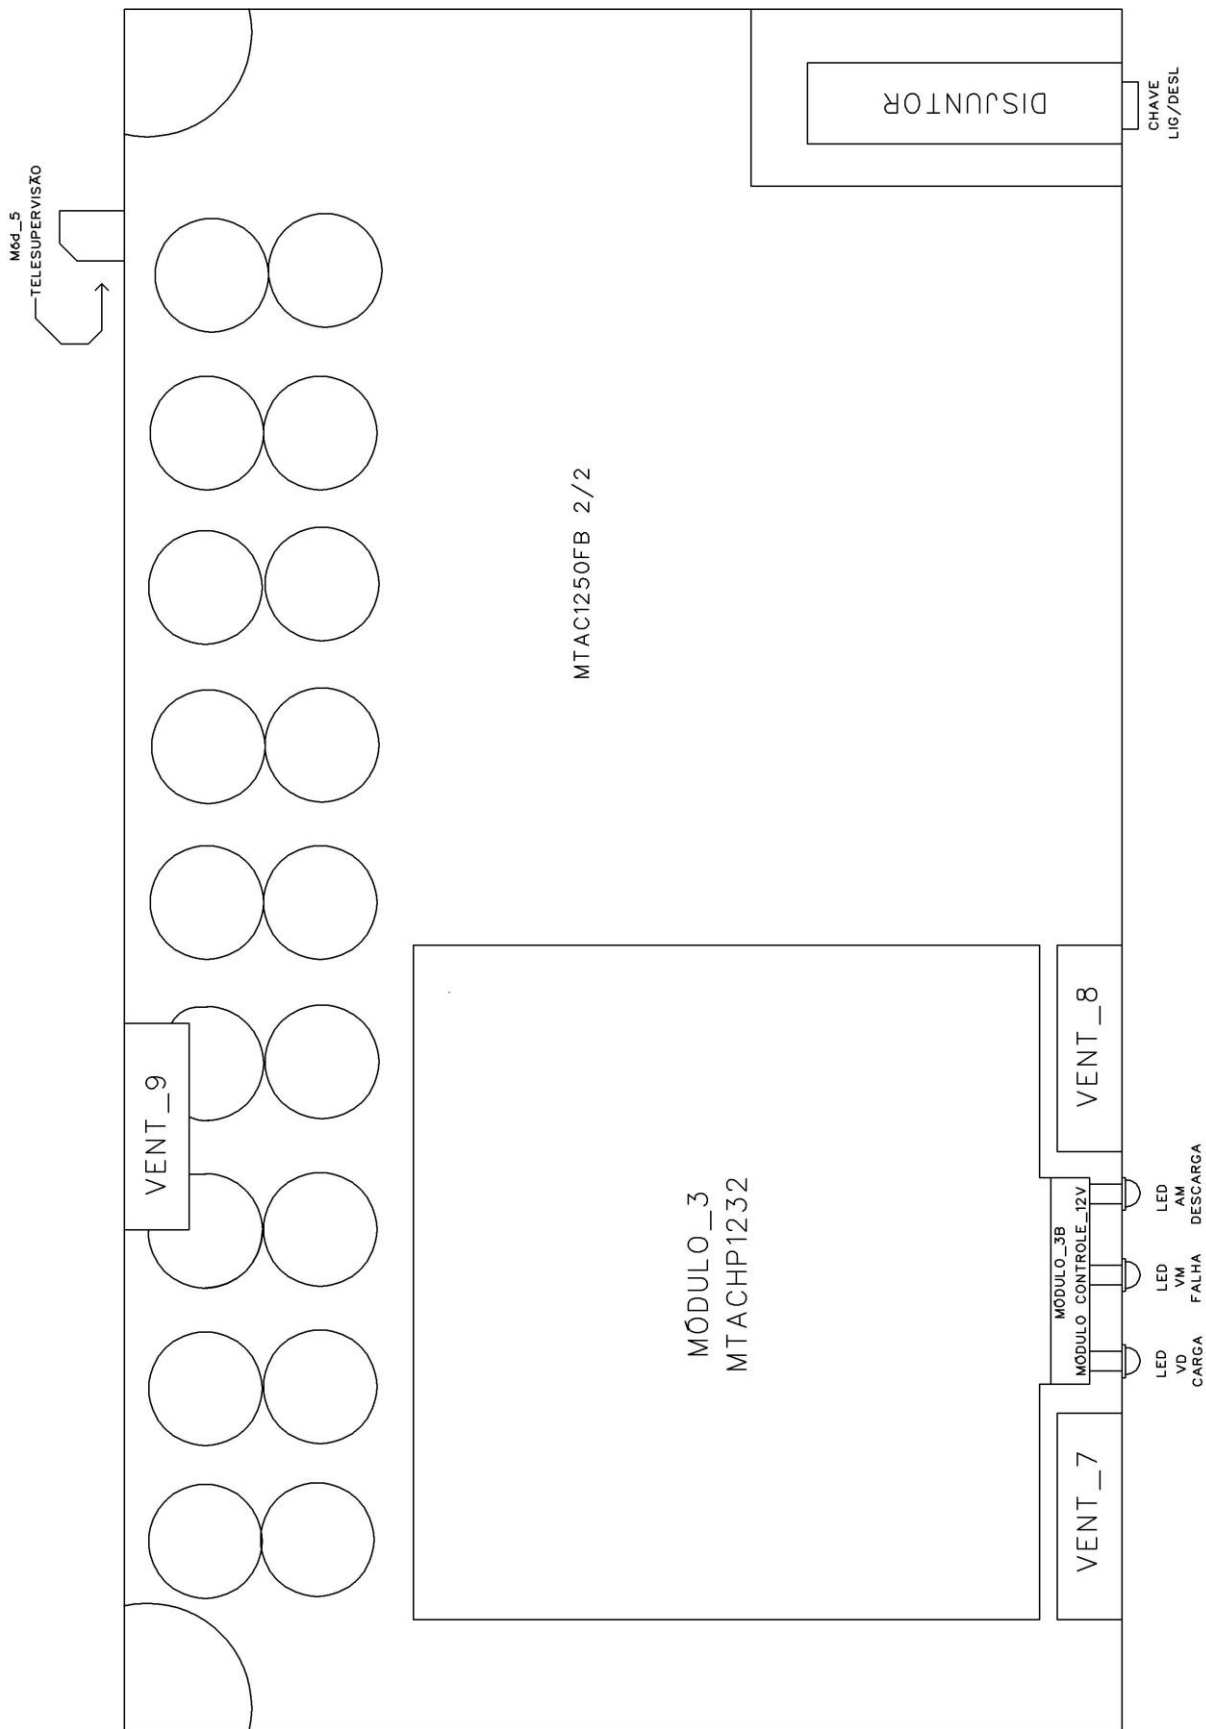 Mód_5
TELESUPERVISÃO
VENT_9
MTAC1250FB 2/2
DISJUNTOR
CHAVE
LIG/DESL
MÓDULO_3
MTACHP1232
MÓDULO_3B
MÓDULO CONTROLE_12V
VENT_7
VENT_8
LED
VD
CARGA
LED
VM
FALHA
LED
AM
DESCARGA